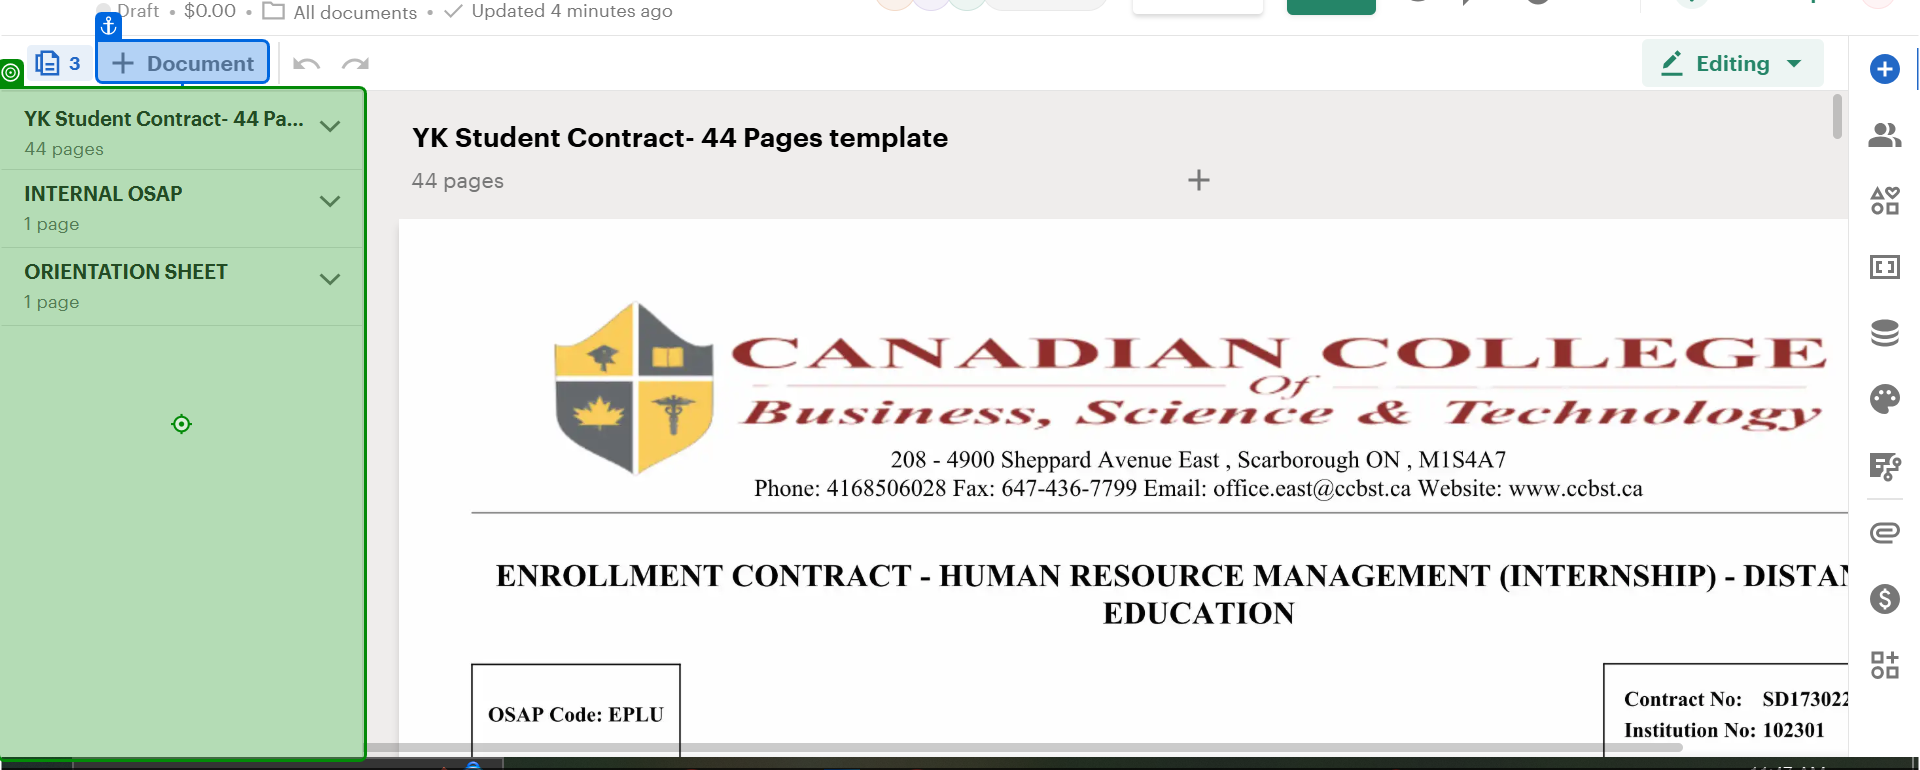 Draft • $0.00 • All documents • Updated 4 minutes ago
3
Document
Editing
YK Student Contract- 44 Pa...
44 pages
INTERNAL OSAP
1 page
ORIENTATION SHEET
1 page
YK Student Contract- 44 Pages template
44 pages
CANADIAN COLLEGE
Of
Business, Science & Technology
208 - 4900 Sheppard Avenue East , Scarborough ON , M1S4A7
Phone: 4168506028 Fax: 647-436-7799 Email: office.east@ccbst.ca Website: www.ccbst.ca
ENROLLMENT CONTRACT - HUMAN RESOURCE MANAGEMENT (INTERNSHIP) - DISTAN
EDUCATION
OSAP Code: EPLU
Contract No: SD173022
Institution No: 102301